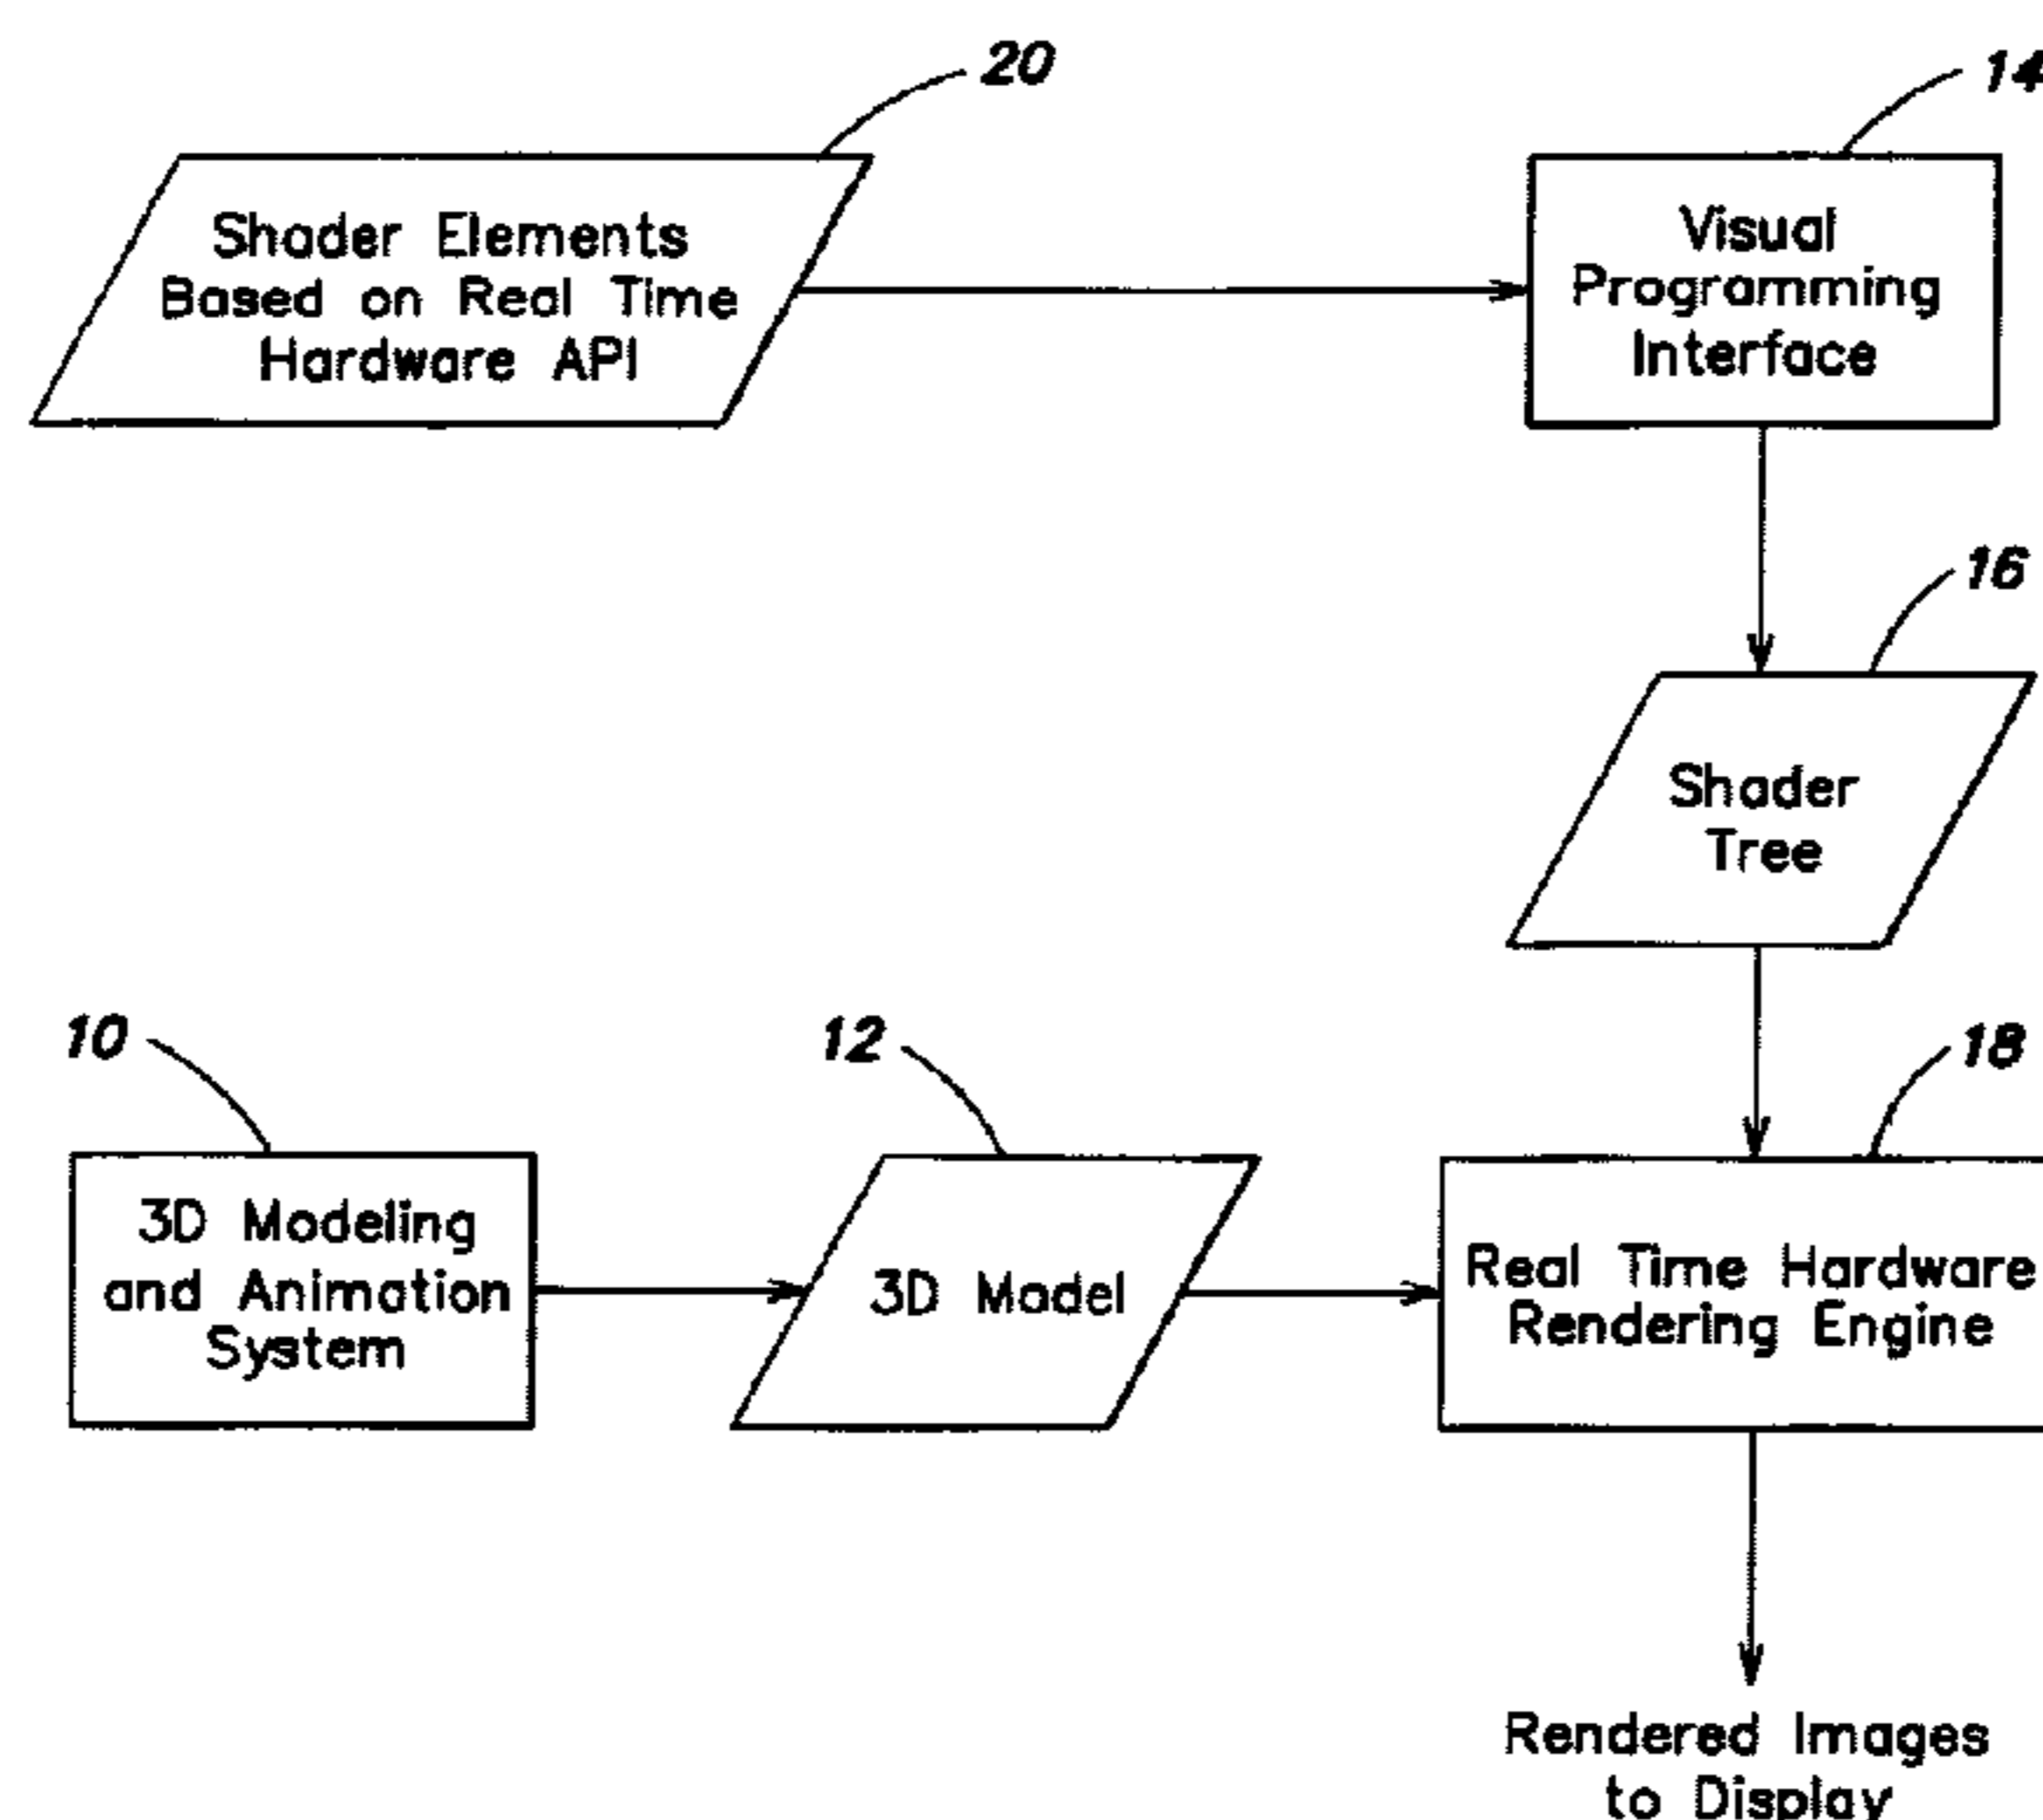 20
14
Shader Elements
Based on Real Time
Hardware API
Visual
Programming
Interface
16
Shader
Tree
10
12
18
3D Modeling
and Animation
System
3D Model
Real Time Hardware
Rendering Engine
Rendered Images
to Display